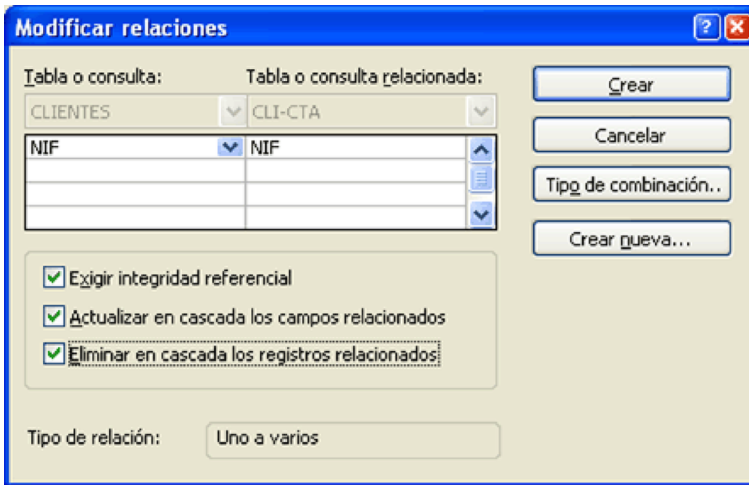 Modificar relaciones
Tabla o consulta: Tabla o consulta relacionada:
CLIENTES CLI-CTA
NIF NIF
Crear
Cancelar
Tipo de combinación..
Crear nueva...
Exigir integridad referencial
Actualizar en cascada los campos relacionados
Eliminar en cascada los registros relacionados
Tipo de relación: Uno a varios